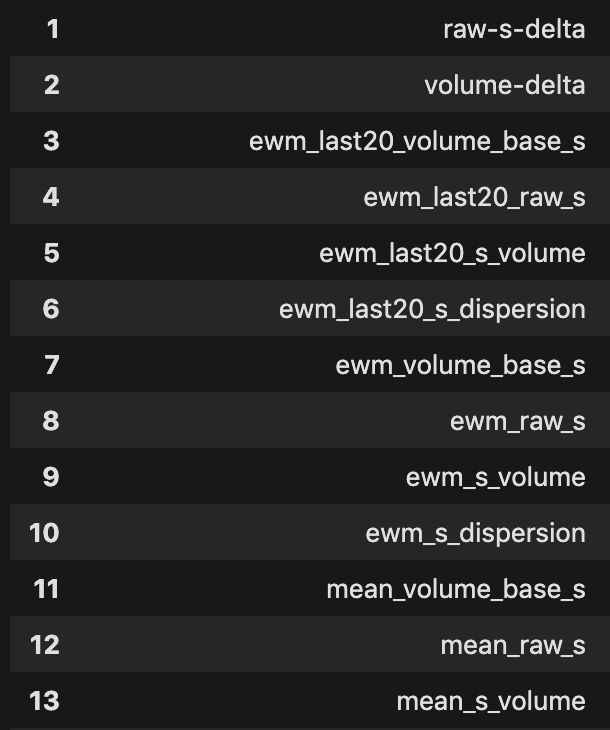 1 raw-s-delta
2 volume-delta
3 ewm_last20_volume_base_s
4 ewm_last20_raw_s
5 ewm_last20_s_volume
6 ewm_last20_s_dispersion
7 ewm_volume_base_s
8 ewm_raw_s
9 ewm_s_volume
10 ewm_s_dispersion
11 mean_volume_base_s
12 mean_raw_s
13 mean_s_volume